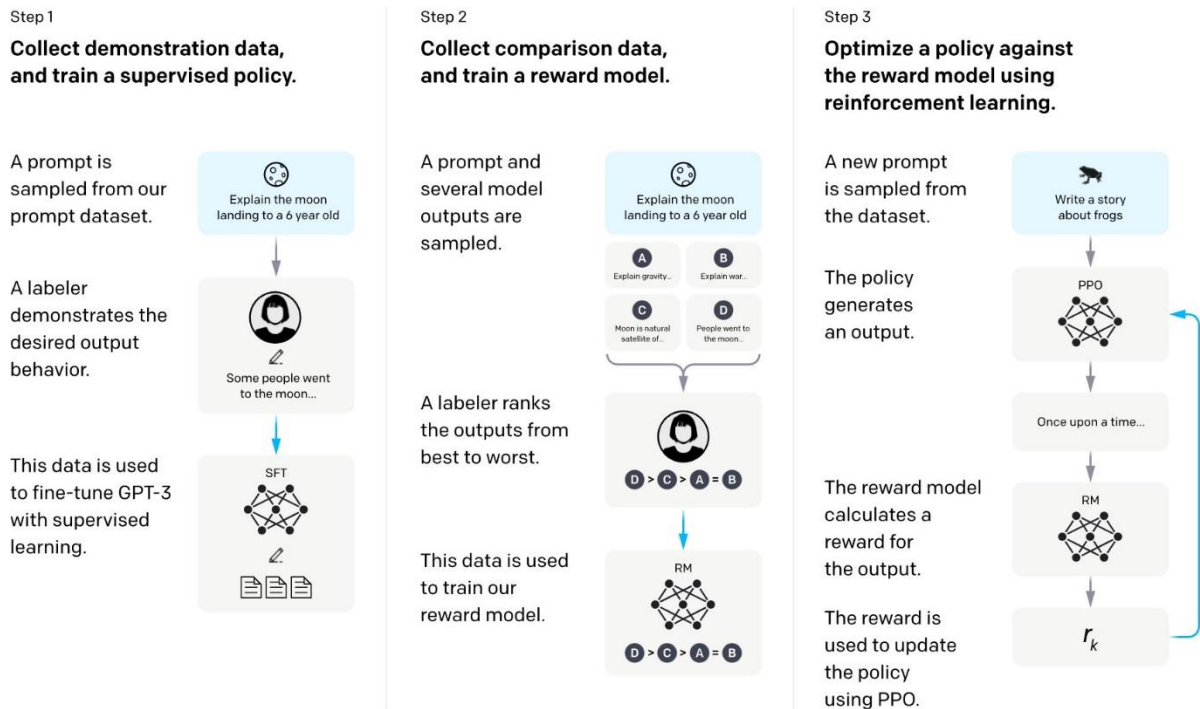 Step 1
Collect demonstration data,
and train a supervised policy.
A prompt is
sampled from our
prompt dataset.
Explain the moon
landing to a 6 year old
A labeler
demonstrates the
desired output
behavior.
Some people went
to the moon...
This data is used
to fine-tune GPT-3
with supervised
learning.
SFT
Step 2
Collect comparison data,
and train a reward model.
A prompt and
several model
outputs are
sampled.
Explain the moon
landing to a 6 year old
A
Explain gravity...
B
Explain war...
C
Moon is natural
satellite of...
D
People went to
the moon...
A labeler ranks
the outputs from
best to worst.
D > C > A = B
This data is used
to train our
reward model.
RM
D > C > A = B
Step 3
Optimize a policy against
the reward model using
reinforcement learning.
A new prompt
is sampled from
the dataset.
Write a story
about frogs
The policy
generates
an output.
PPO
Once upon a time...
The reward model
calculates a
reward for
the output.
RM
The reward is
used to update
the policy
using PPO.
rₖ